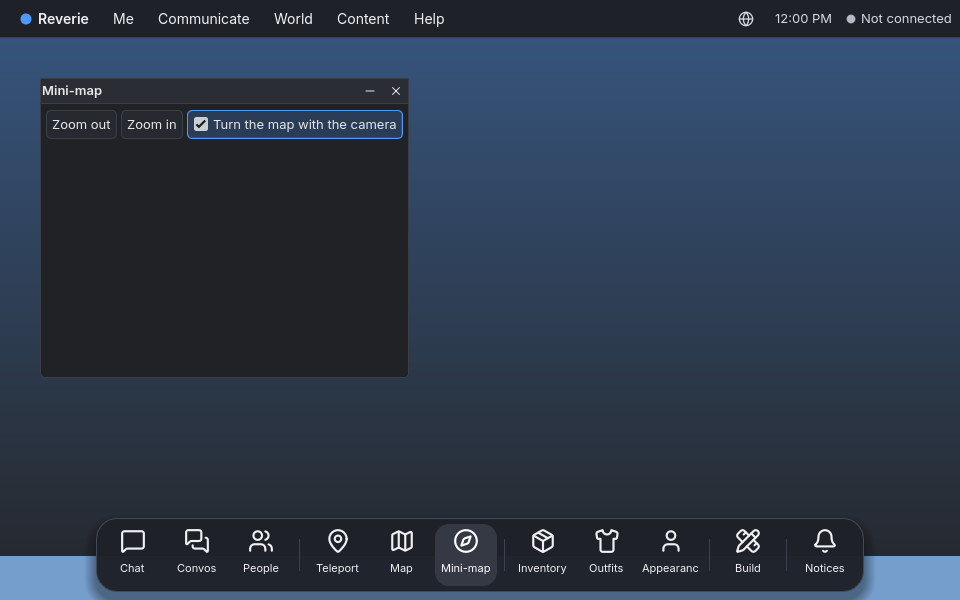 Reverie Me Communicate World Content Help 12:00 PM Not connected
Mini-map
Zoom out Zoom in Turn the map with the camera
Chat Convos People Teleport Map Mini-map Inventory Outfits Appearanc Build Notices